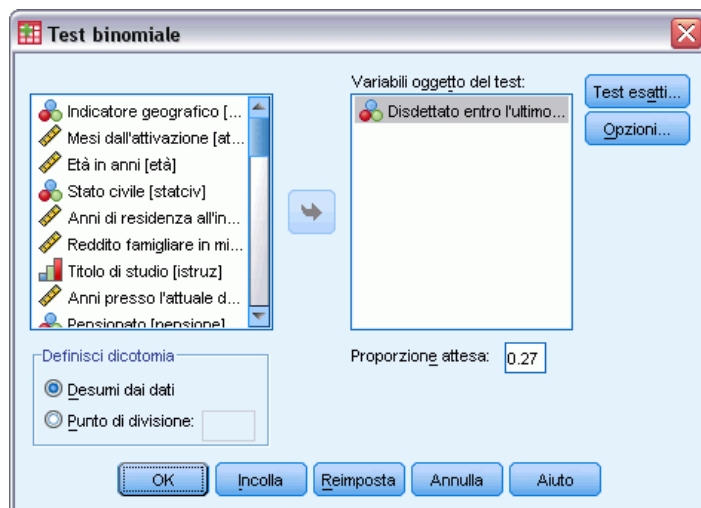 Test binomiale
Variabili oggetto del test:
Indicatore geografico [...
Mesi dall'attivazione [at...
Età in anni [età]
Stato civile [statciv]
Anni di residenza all'in...
Reddito famigliare in mi...
Titolo di studio [istruz]
Anni presso l'attuale d...
Pensionato [pensione]
Disdettato entro l'ultimo...
Test esatti...
Opzioni...
Definisci dicotomia
Desumi dai dati
Punto di divisione:
Proporzione attesa: 0.27
OK Incolla Reimposta Annulla Aiuto